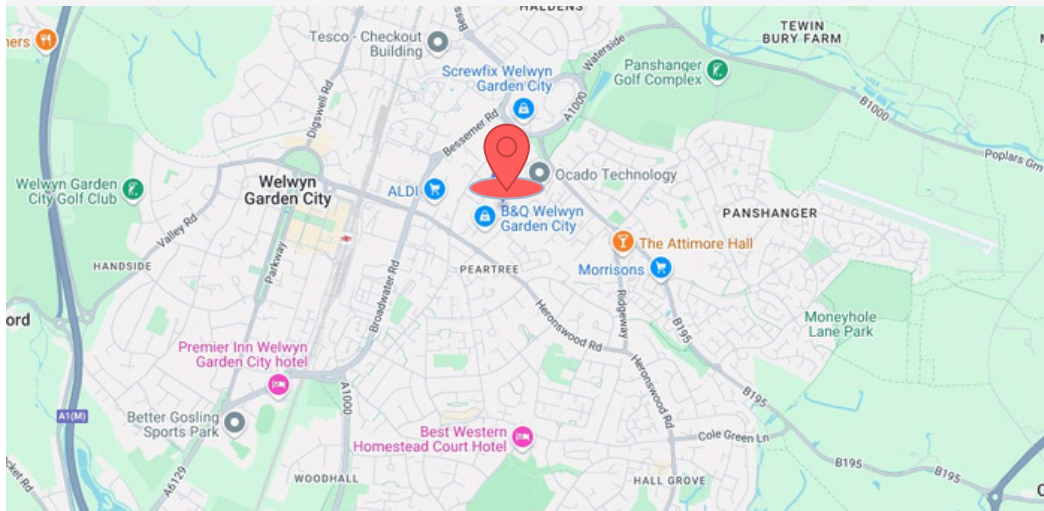 HALDENS
TEWIN
BURY FARM
Tesco - Checkout
Building
Waterside
Panshanger
Golf Complex
Screwfix Welwyn
Garden City
A1000
B1000
Digswell Rd
Bessemer Rd
Poplars Grn
Ocado Technology
Welwyn Garden
City Golf Club
Welwyn
Garden City
ALDI
B&Q Welwyn
Garden City
PANSHANGER
Valley Rd
The Attimore Hall
HANDSIDE
Parkway
PEARTREE
Morrisons
Broadwater Rd
Ridgeway
Heronswood Rd
Moneyhole
Lane Park
ord
B195
Premier Inn Welwyn
Garden City hotel
A1000
Heronswood Rd
B195
A1(M)
Better Gosling
Sports Park
Best Western
Homestead Court Hotel
Cole Green Ln
B195
B195
A6129
WOODHALL
HALL GROVE